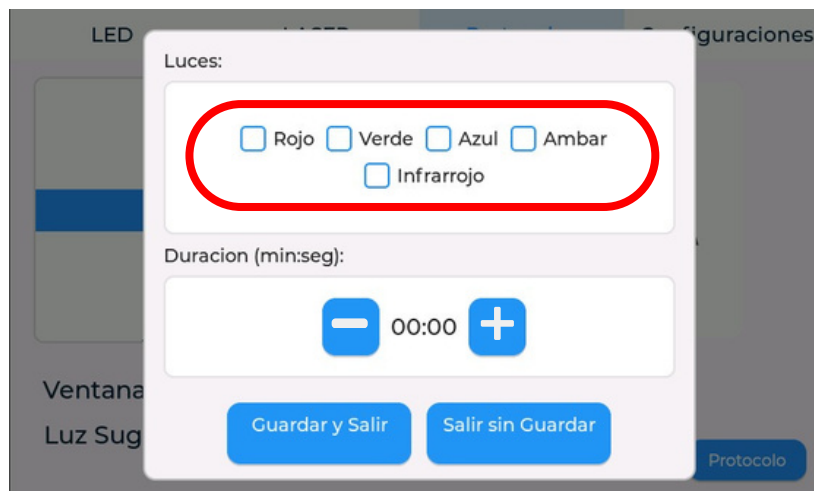 LED
iguraciones
Luces:
Rojo Verde Azul Ambar
Infrarrojo
Duracion (min:seg):
00:00
Ventana
Guardar y Salir Salir sin Guardar
Luz Sug
Protocolo